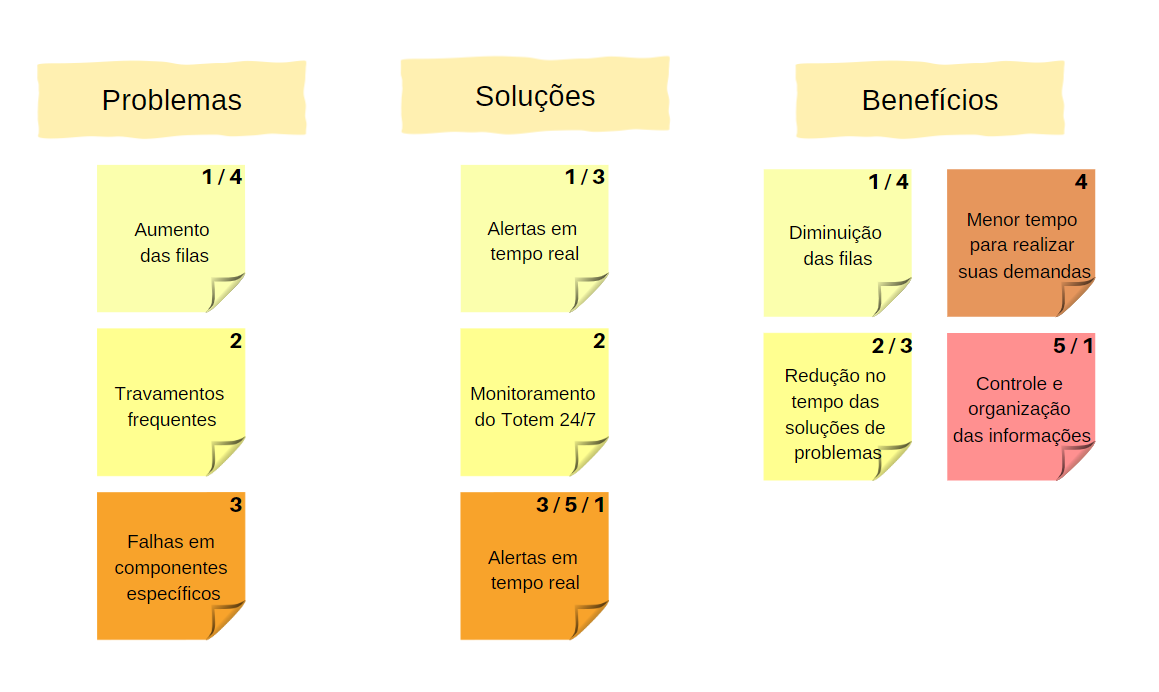 Problemas
1 / 4
Aumento
das filas
2
Travamentos
frequentes
3
Falhas em
componentes
específicos
Soluções
1 / 3
Alertas em
tempo real
2
Monitoramento
do Totem 24/7
3 / 5 / 1
Alertas em
tempo real
Benefícios
1 / 4
Diminuição
das filas
4
Menor tempo
para realizar
suas demandas
2 / 3
Redução no
tempo das
soluções de
problemas
5 / 1
Controle e
organização
das informações